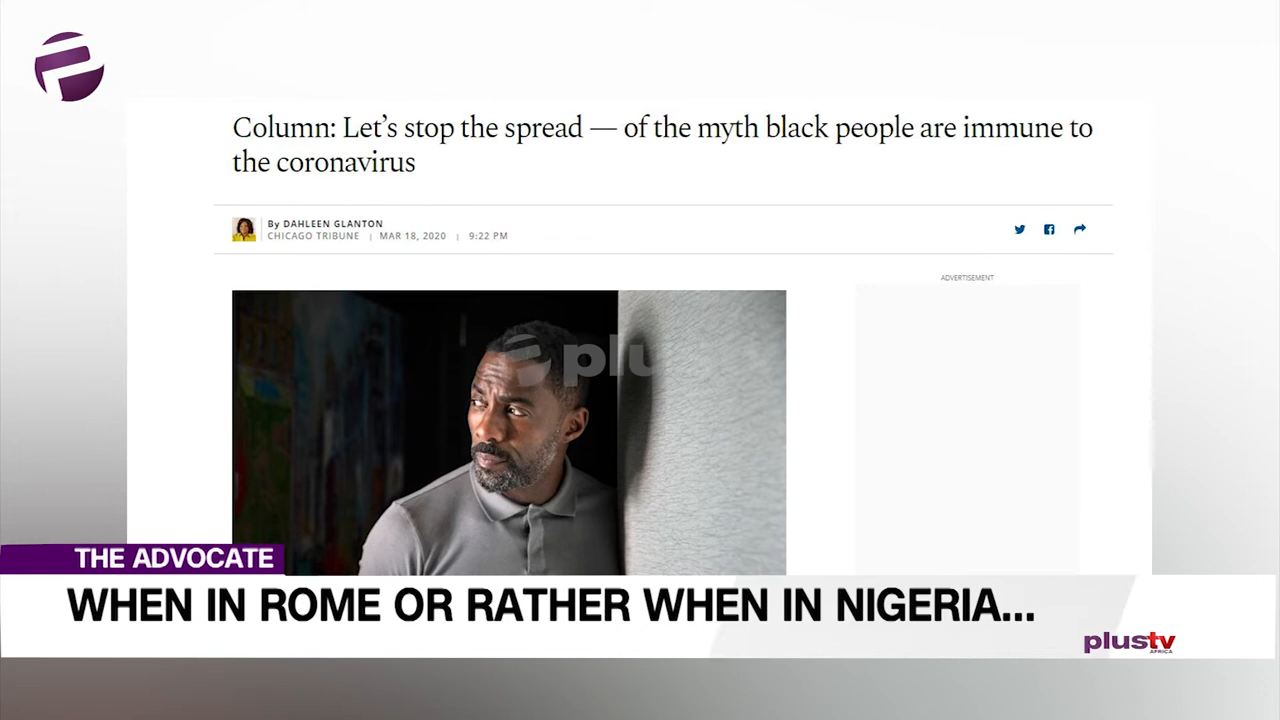 Column: Let's stop the spread — of the myth black people are immune to
the coronavirus
By DAHLEEN GLANTON
CHICAGO TRIBUNE | MAR 18, 2020 | 9:22 PM
ADVERTISEMENT
plus
THE ADVOCATE
WHEN IN ROME OR RATHER WHEN IN NIGERIA...
plustv
AFRICA